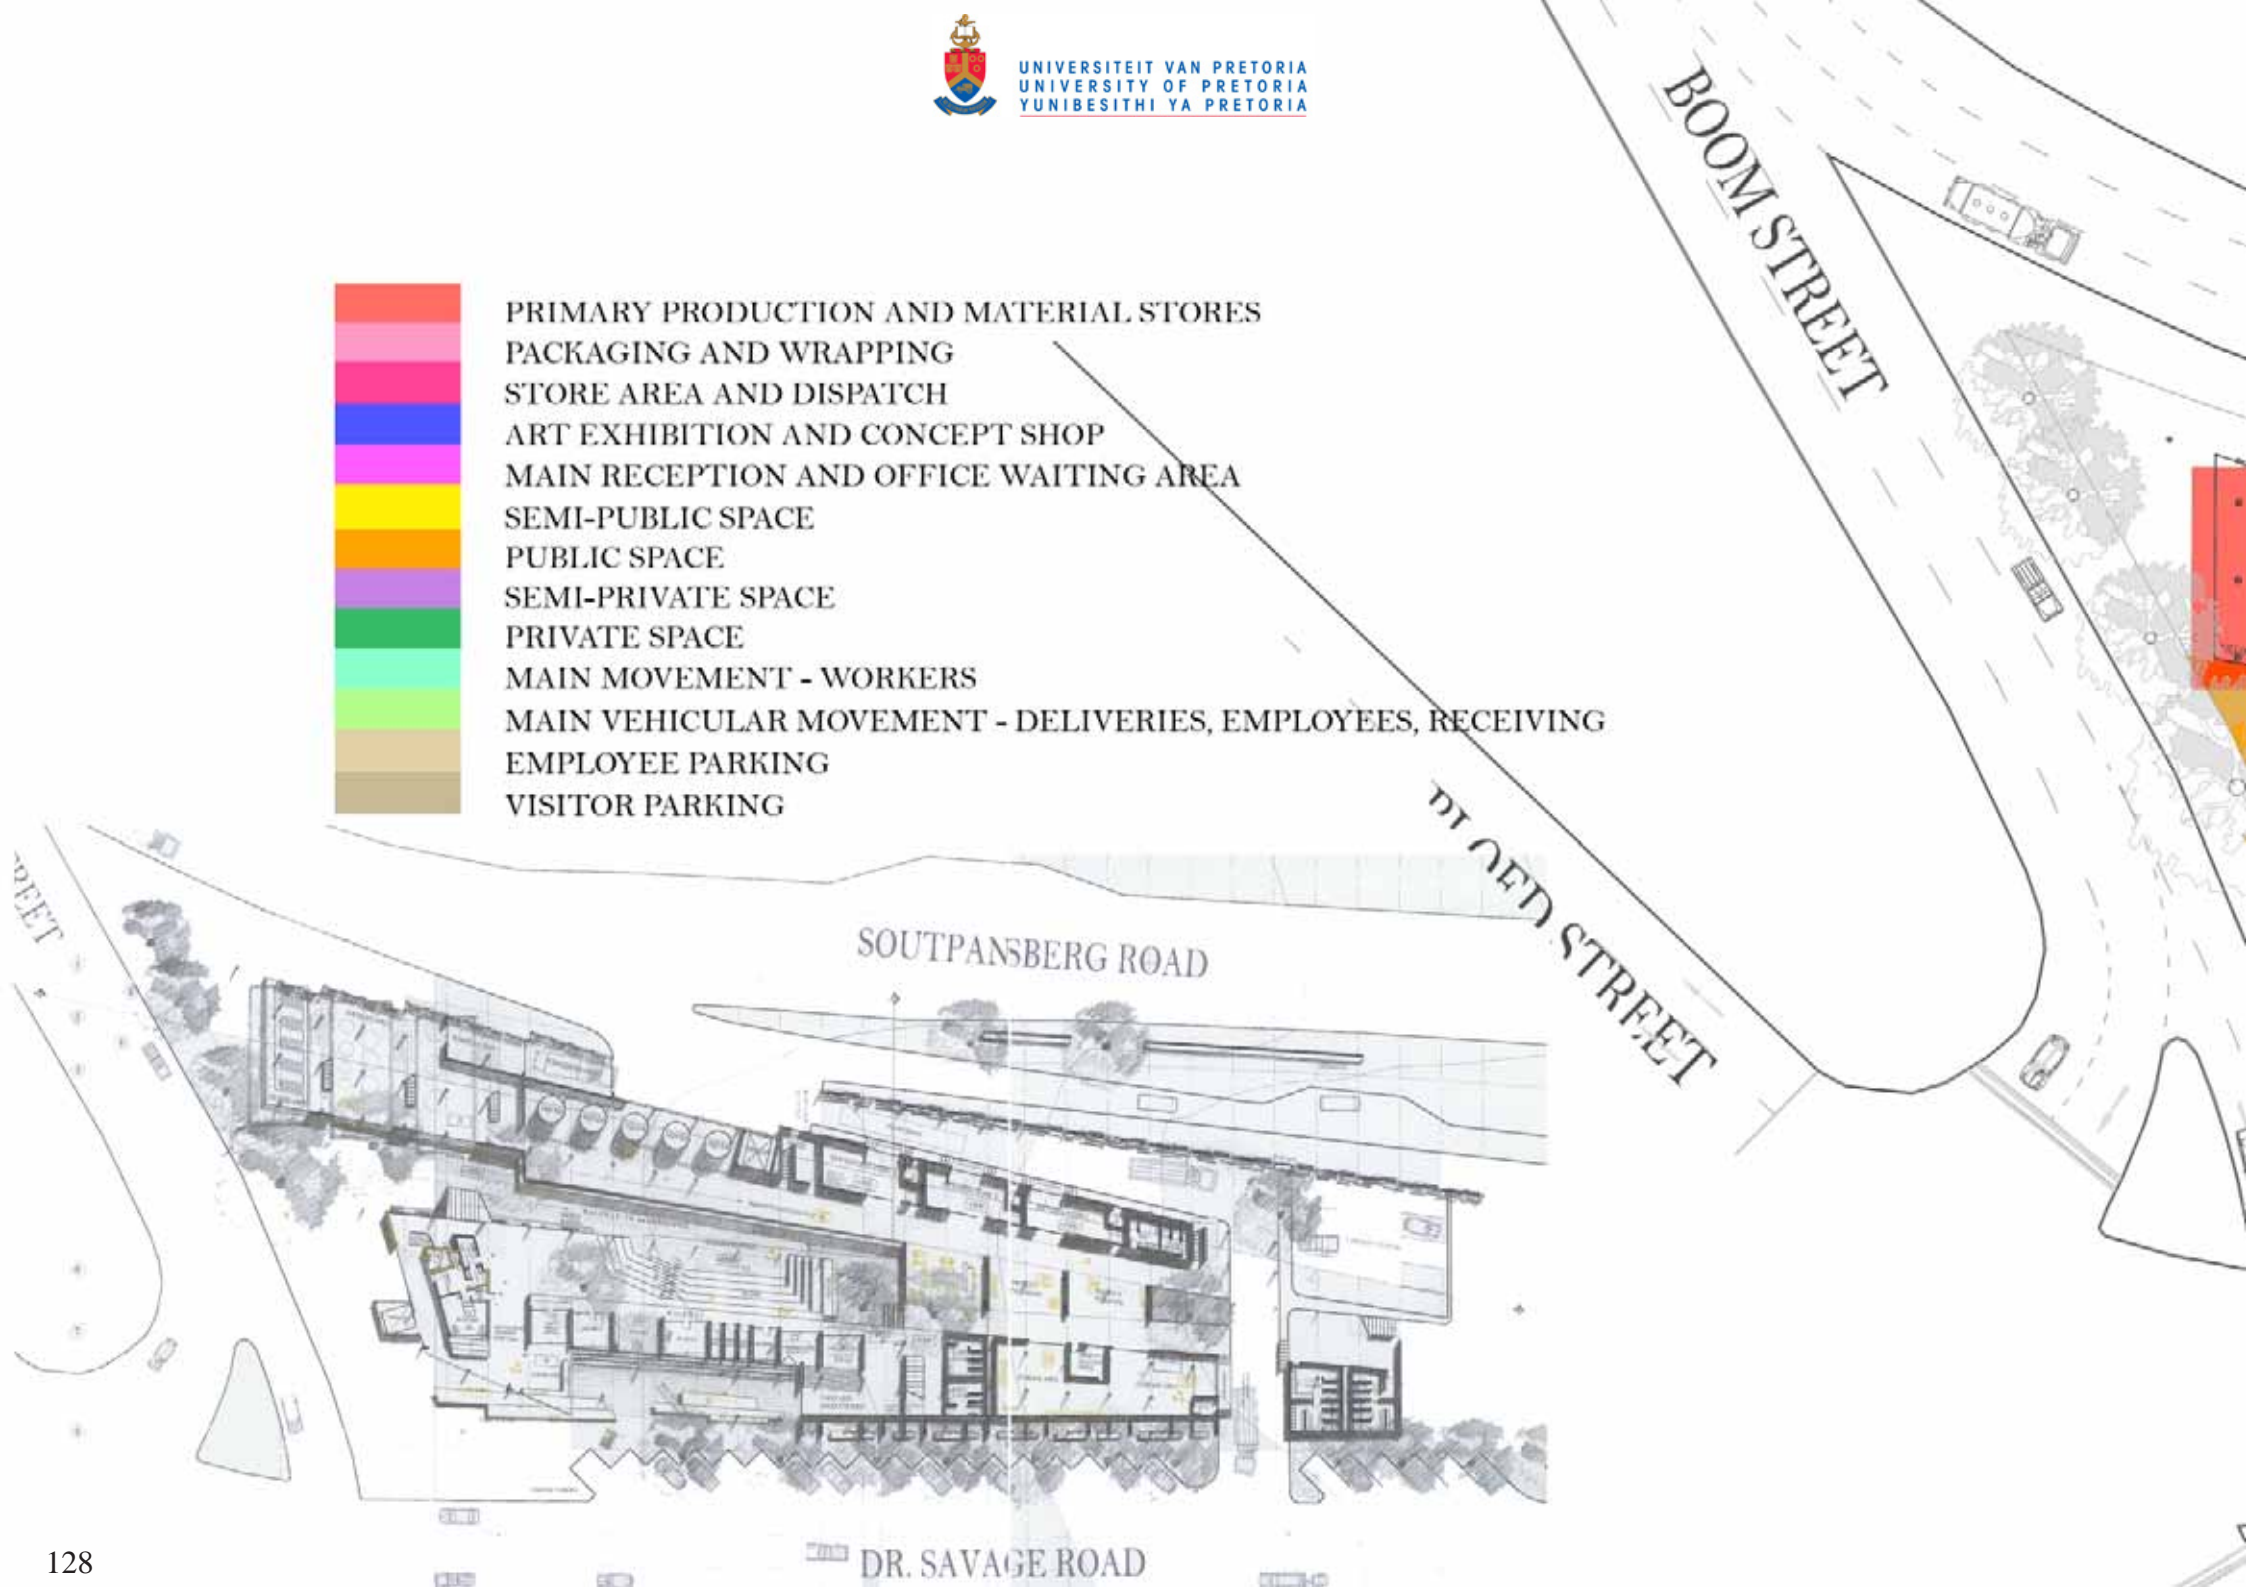 UNIVERSITEIT VAN PRETORIA
UNIVERSITY OF PRETORIA
YUNIBESITHI YA PRETORIA
BOOM STREET
PRIMARY PRODUCTION AND MATERIAL STORES
PACKAGING AND WRAPPING
STORE AREA AND DISPATCH
ART EXHIBITION AND CONCEPT SHOP
MAIN RECEPTION AND OFFICE WAITING AREA
SEMI-PUBLIC SPACE
PUBLIC SPACE
SEMI-PRIVATE SPACE
PRIVATE SPACE
MAIN MOVEMENT - WORKERS
MAIN VEHICULAR MOVEMENT - DELIVERIES, EMPLOYEES, RECEIVING
EMPLOYEE PARKING
VISITOR PARKING
STREET
REET
SOUTPANSBERG ROAD
DR. SAVAGE ROAD
128